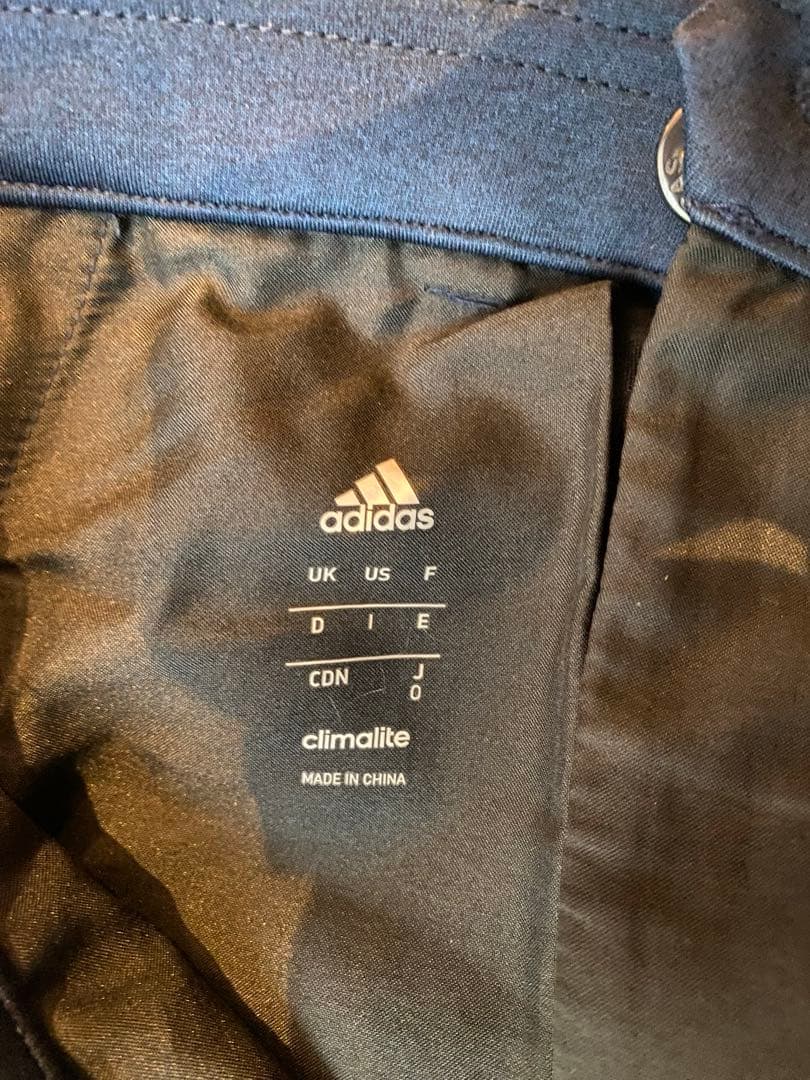 adidas
UK US F
D I E
CDN J
O
climalite
MADE IN CHINA